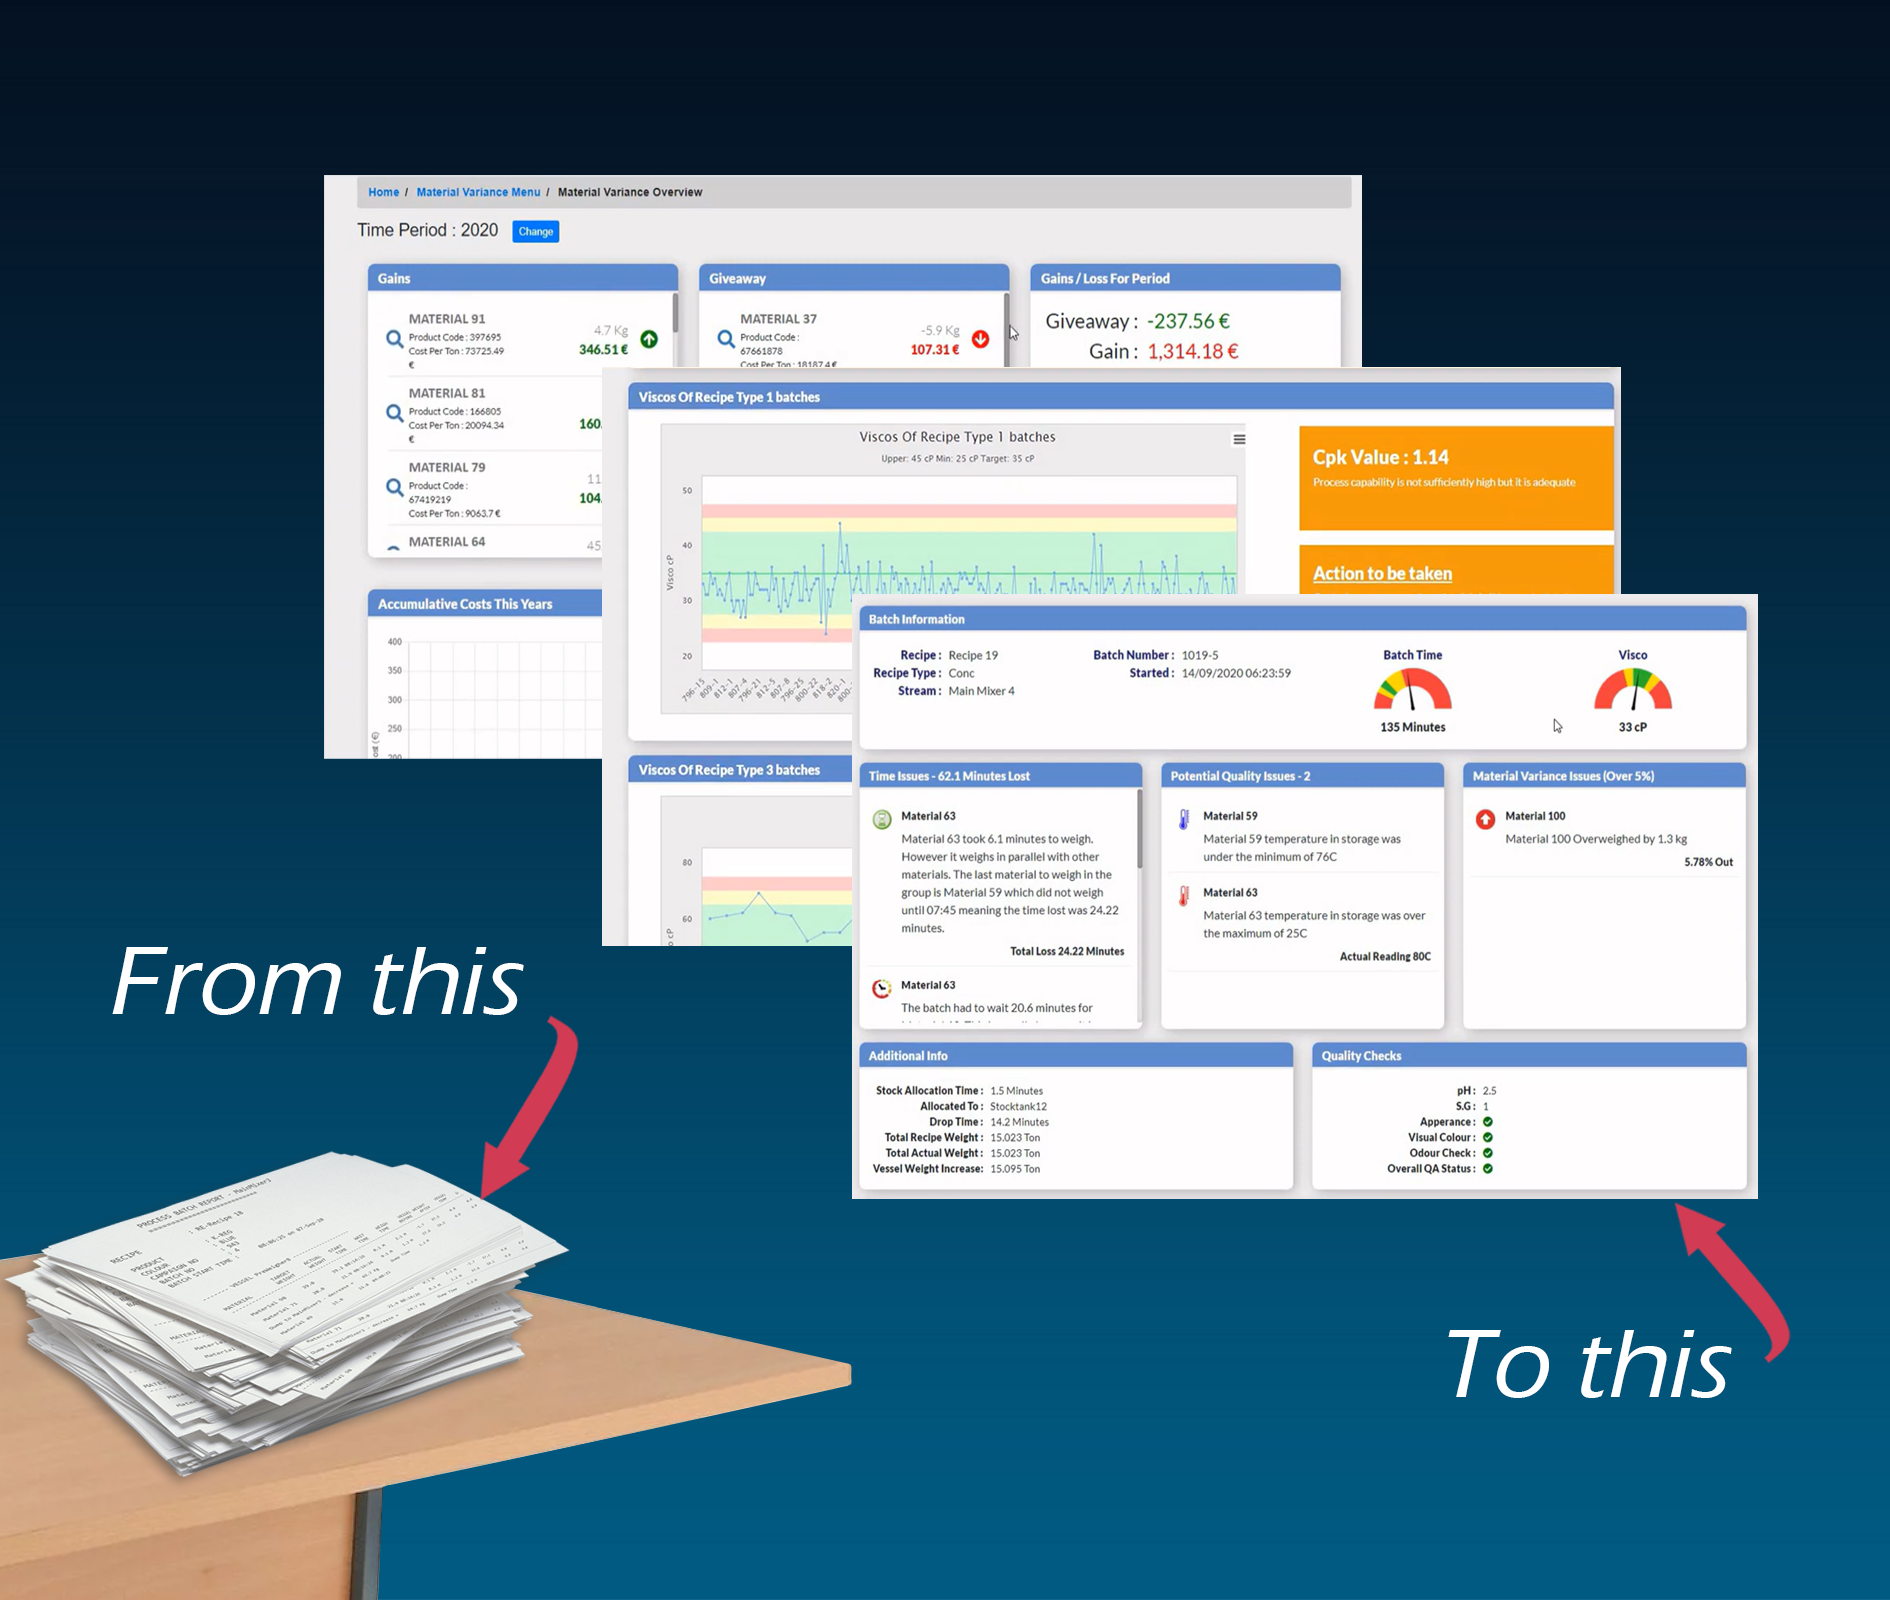 Home / Material Variance Menu / Material Variance Overview
Time Period : 2020 Change
Gains
MATERIAL 91
Product Code : 397695
Cost Per Ton : 73725.49
€
4.7 Kg
346.51 €
MATERIAL 81
Product Code : 166805
Cost Per Ton : 20094.34
€
160.
MATERIAL 79
Product Code :
67419219
Cost Per Ton : 9063.7 €
11
104.
MATERIAL 64
45
Giveaway
MATERIAL 37
Product Code :
67661878
Cost Per Ton : 18187.4 €
-5.9 Kg
107.31 €
Gains / Loss For Period
Giveaway : -237.56 €
Gain : 1,314.18 €
Accumulative Costs This Years
400
350
300
250
200
ost (€)
Viscos Of Recipe Type 1 batches
Viscos Of Recipe Type 1 batches
Upper: 45 cP Min: 25 cP Target: 35 cP
50
40
30
20
Visco cP
796-15
809-1
812-1
807-4
796-21
812-5
807-8
796-25
800-22
818-2
820-1
800-
Cpk Value : 1.14
Process capability is not sufficiently high but it is adequate
Action to be taken
Viscos Of Recipe Type 3 batches
80
60
o cP
Batch Information
Recipe : Recipe 19
Recipe Type : Conc
Stream : Main Mixer 4
Batch Number : 1019-5
Started : 14/09/2020 06:23:59
Batch Time
135 Minutes
Visco
33 cP
Time Issues - 62.1 Minutes Lost
Material 63
Material 63 took 6.1 minutes to weigh.
However it weighs in parallel with other
materials. The last material to weigh in the
group is Material 59 which did not weigh
until 07:45 meaning the time lost was 24.22
minutes.
Total Loss 24.22 Minutes
Material 63
The batch had to wait 20.6 minutes for
Potential Quality Issues - 2
Material 59
Material 59 temperature in storage was
under the minimum of 76C
Material 63
Material 63 temperature in storage was over
the maximum of 25C
Actual Reading 80C
Material Variance Issues (Over 5%)
Material 100
Material 100 Overweighed by 1.3 kg
5.78% Out
Additional Info
Stock Allocation Time : 1.5 Minutes
Allocated To : Stocktank12
Drop Time : 14.2 Minutes
Total Recipe Weight : 15.023 Ton
Total Actual Weight : 15.023 Ton
Vessel Weight Increase: 15.095 Ton
Quality Checks
pH : 2.5
S.G : 1
Apperance :
Visual Colour :
Odour Check :
Overall QA Status :
From this
To this
PROCESS BATCH REPORT - MainMixer3
RECIPE : RE-Recipe 10
PRODUCT : K-REG
COLOUR : BLUE
CAMPAIGN NO : 943
BATCH NO : 4
BATCH START TIME :